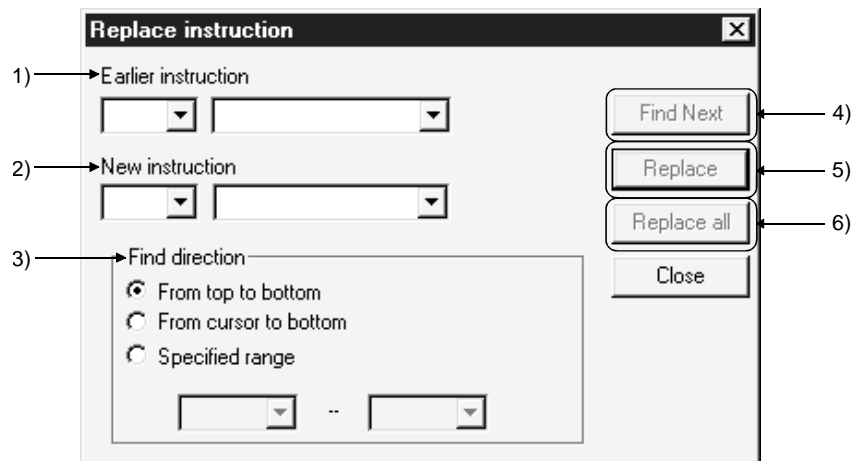 Replace instruction
1) Earlier instruction
Find Next 4)
2) New instruction
Replace 5)
Replace all 6)
3) Find direction
Close
From top to bottom
From cursor to bottom
Specified range
--